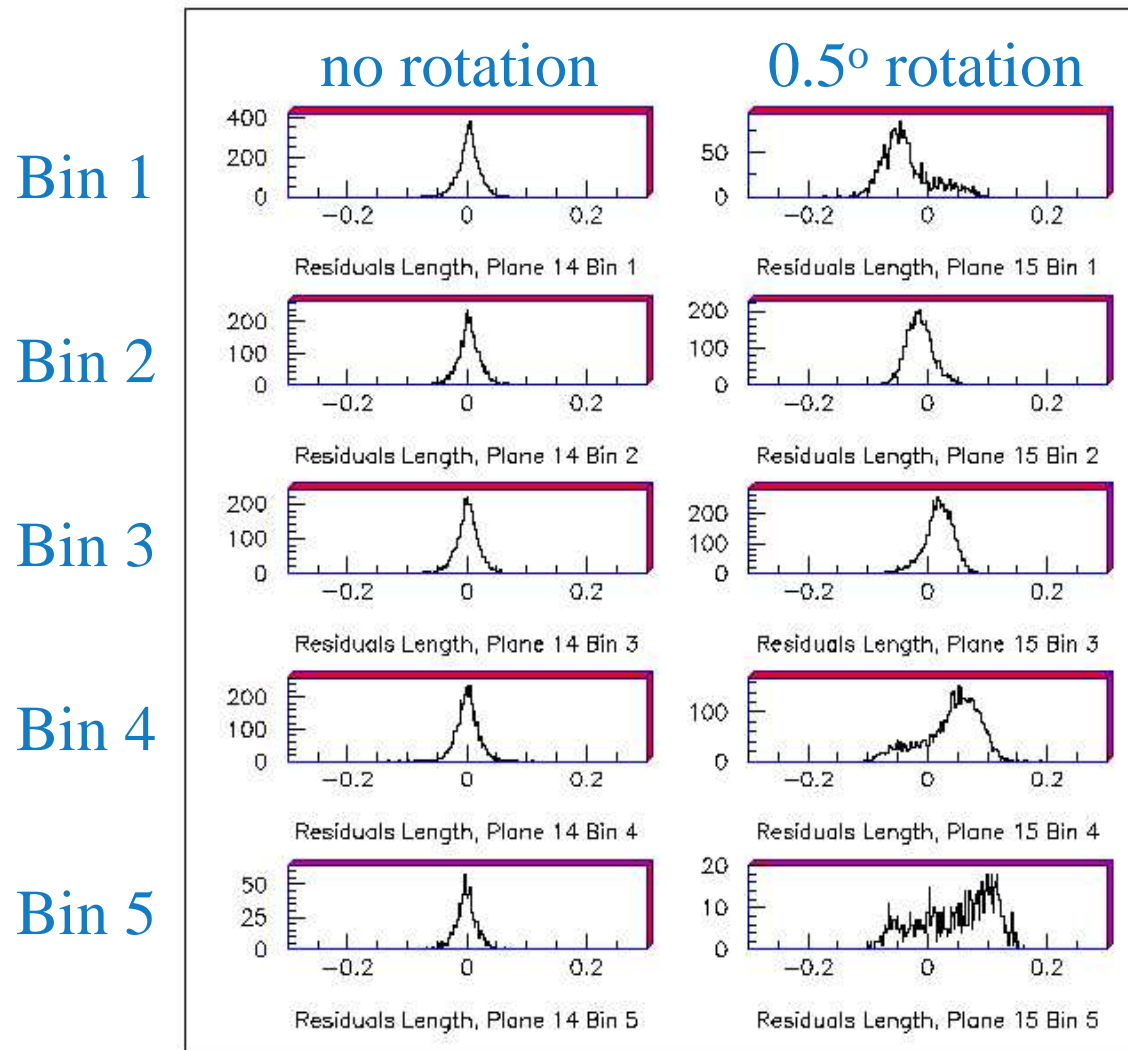 no rotation 0.5º rotation
Bin 1
400
200
0
−0.2 0 0.2
Residuals Length, Plane 14 Bin 1
50
0
−0.2 0 0.2
Residuals Length, Plane 15 Bin 1
Bin 2
200
100
0
−0.2 0 0.2
Residuals Length, Plane 14 Bin 2
200
100
0
−0.2 0 0.2
Residuals Length, Plane 15 Bin 2
Bin 3
200
100
0
−0.2 0 0.2
Residuals Length, Plane 14 Bin 3
200
100
0
−0.2 0 0.2
Residuals Length, Plane 15 Bin 3
Bin 4
200
100
0
−0.2 0 0.2
Residuals Length, Plane 14 Bin 4
100
0
−0.2 0 0.2
Residuals Length, Plane 15 Bin 4
Bin 5
50
25
0
−0.2 0 0.2
Residuals Length, Plane 14 Bin 5
20
10
0
−0.2 0 0.2
Residuals Length, Plane 15 Bin 5